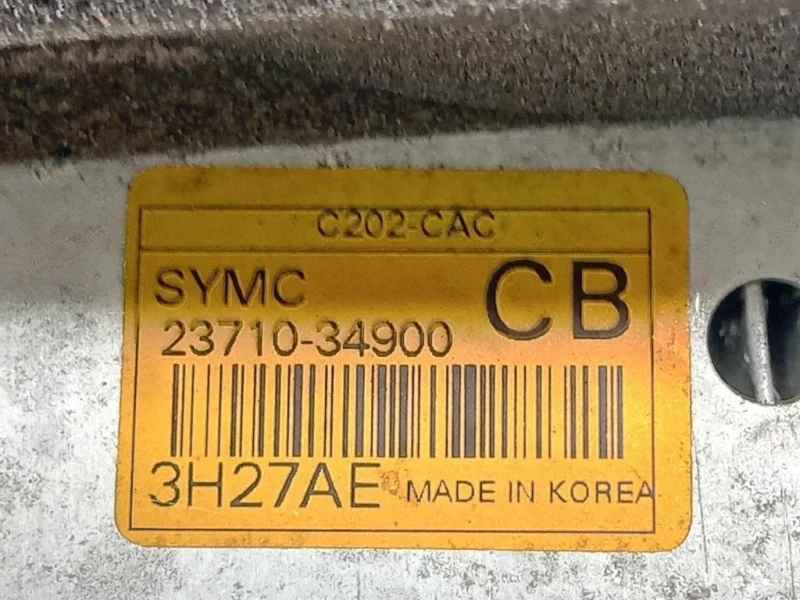 C202-CAC
SYMC
CB
23710-34900
3H27AE
MADE IN KOREA